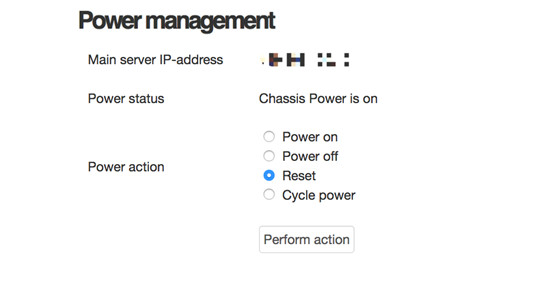 Power management
Main server IP-address
Power status Chassis Power is on
Power on
Power off
Power action
Reset
Cycle power
Perform action